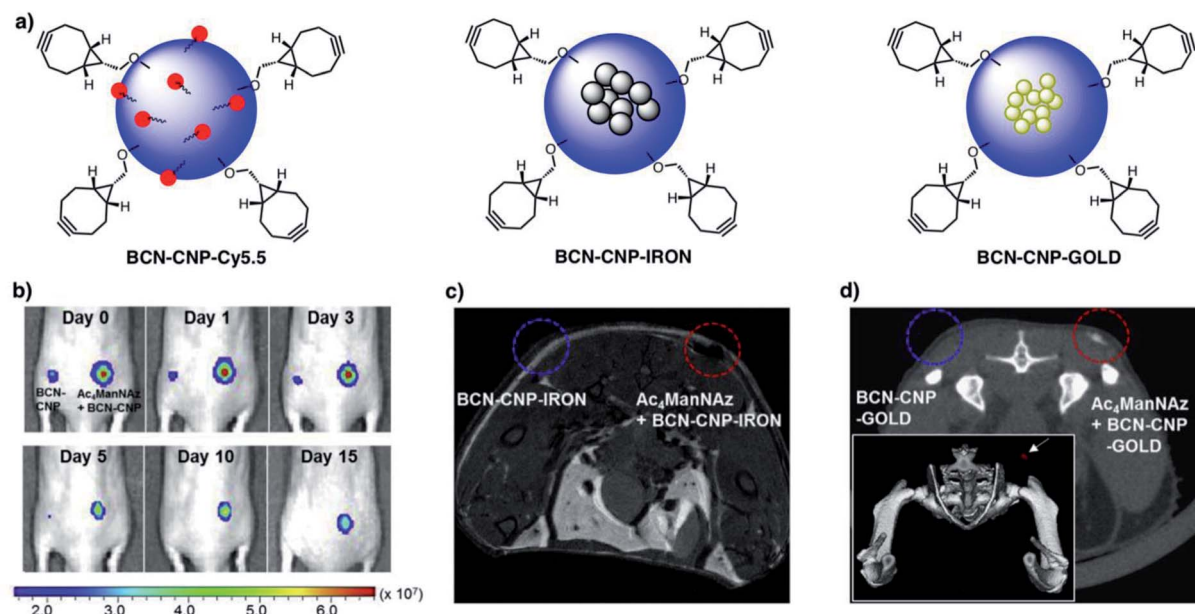 a)
O
H
H
O
H
H
O
H
H
O
H
H
BCN-CNP-Cy5.5
O
H
H
O
H
H
O
H
H
O
H
H
BCN-CNP-IRON
O
H
H
O
H
H
O
H
H
O
H
H
BCN-CNP-GOLD
b)
Day 0
Day 1
Day 3
BCN-
CNP
Ac₄ManNAz
+ BCN-CNP
Day 5
Day 10
Day 15
2.0 3.0 4.0 5.0 6.0 (x 10⁷)
c)
BCN-CNP-IRON
Ac₄ManNAz
+ BCN-CNP-IRON
d)
BCN-CNP
-GOLD
Ac₄ManNAz
+ BCN-CNP
-GOLD